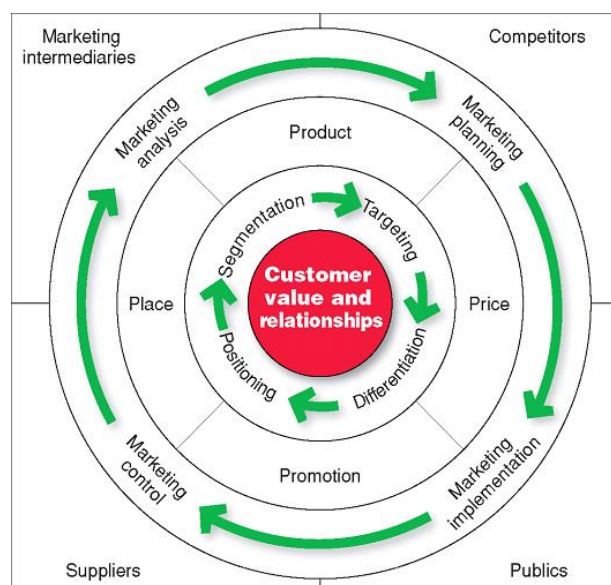 Marketing
intermediaries
Competitors
Marketing
analysis
Marketing
planning
Product
Segmentation
Targeting
Customer
value and
relationships
Place
Price
Positioning
Differentiation
Promotion
Marketing
control
Marketing
implementation
Suppliers
Publics